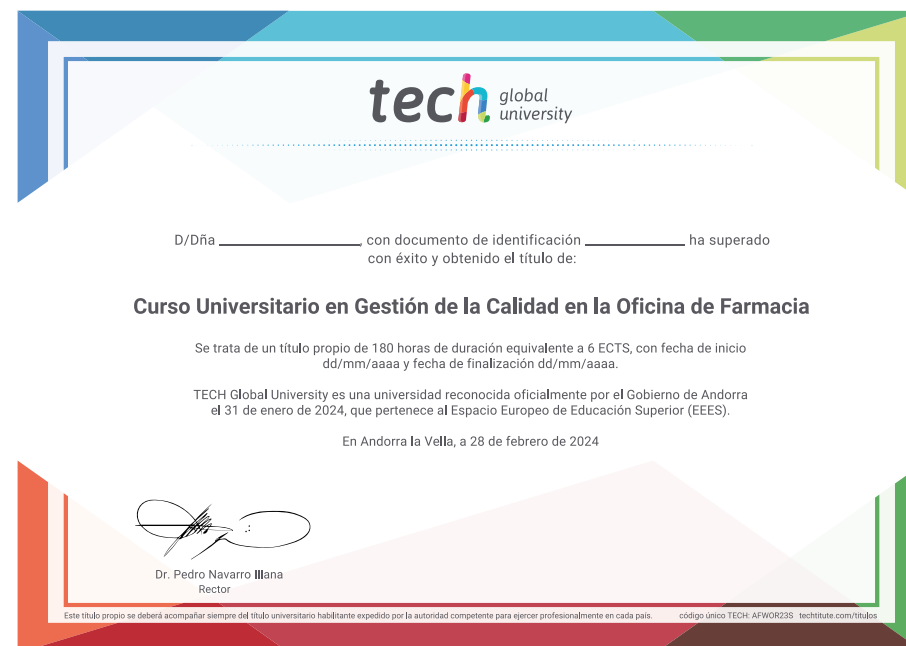 tech global university
D/Dña ____________________, con documento de identificación ______________ ha superado
con éxito y obtenido el título de:
Curso Universitario en Gestión de la Calidad en la Oficina de Farmacia
Se trata de un título propio de 180 horas de duración equivalente a 6 ECTS, con fecha de inicio
dd/mm/aaaa y fecha de finalización dd/mm/aaaa.
TECH Global University es una universidad reconocida oficialmente por el Gobierno de Andorra
el 31 de enero de 2024, que pertenece al Espacio Europeo de Educación Superior (EEES).
En Andorra la Vella, a 28 de febrero de 2024
Dr. Pedro Navarro Illana
Rector
Este título propio se deberá acompañar siempre del título universitario habilitante expedido por la autoridad competente para ejercer profesionalmente en cada país. código único TECH: AFWOR23S techtitute.com/titulos